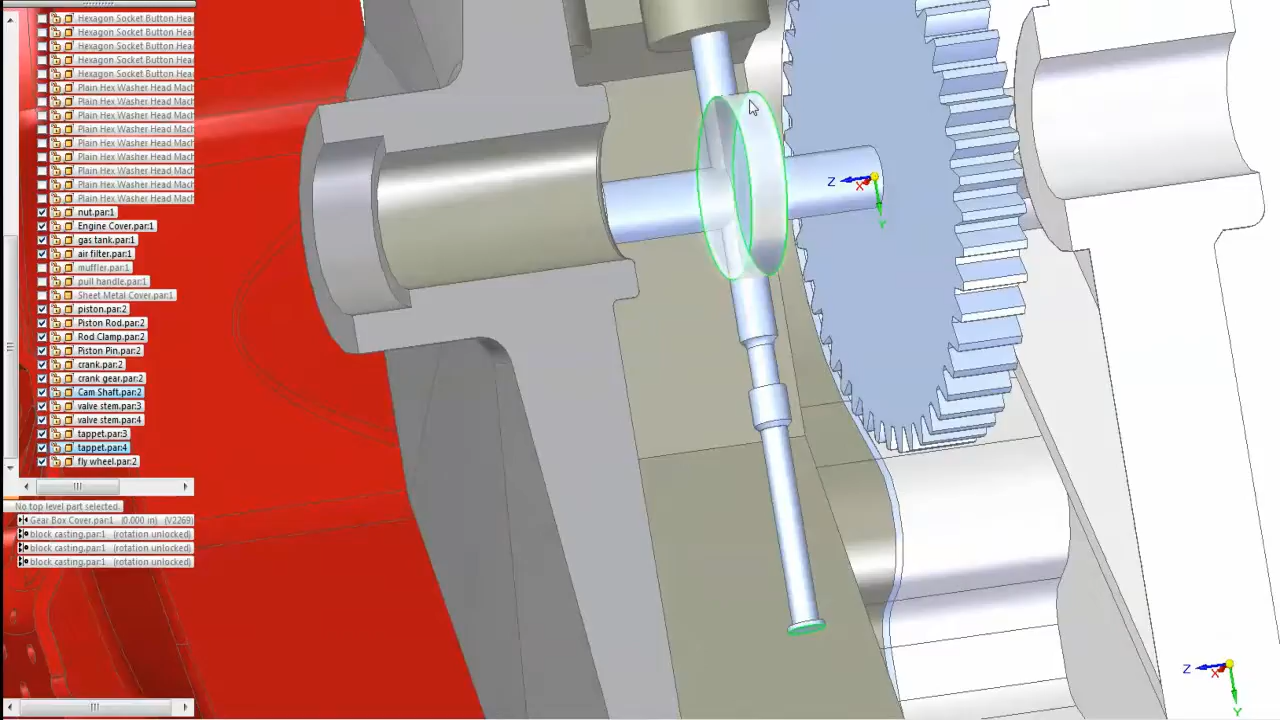 Hexagon Socket Button Hea
Hexagon Socket Button Hea
Hexagon Socket Button Hea
Hexagon Socket Button Hea
Hexagon Socket Button Hea
Plain Hex Washer Head Mach
Plain Hex Washer Head Mach
Plain Hex Washer Head Mach
Plain Hex Washer Head Mach
Plain Hex Washer Head Mach
Plain Hex Washer Head Mach
Plain Hex Washer Head Mach
Plain Hex Washer Head Mach
Plain Hex Washer Head Mach
nut.par:1
Engine Cover.par:1
gas tank.par:1
air filter.par:1
muffler.par:1
pull handle.par:1
Sheet Metal Cover.par:1
piston.par:2
Piston Rod.par:2
Rod Clamp.par:2
Piston Pin.par:2
crank.par:2
crank gear.par:2
Cam Shaft.par:2
valve stem.par:3
valve stem.par:4
tappet.par:3
tappet.par:4
fly wheel.par:2
No top level part selected.
Gear Box Cover.par:1 (0.000 in) (V2269)
block casting.par:1 (rotation unlocked)
block casting.par:1 (rotation unlocked)
block casting.par:1 (rotation unlocked)
Z
X
Y
Z
X
Y